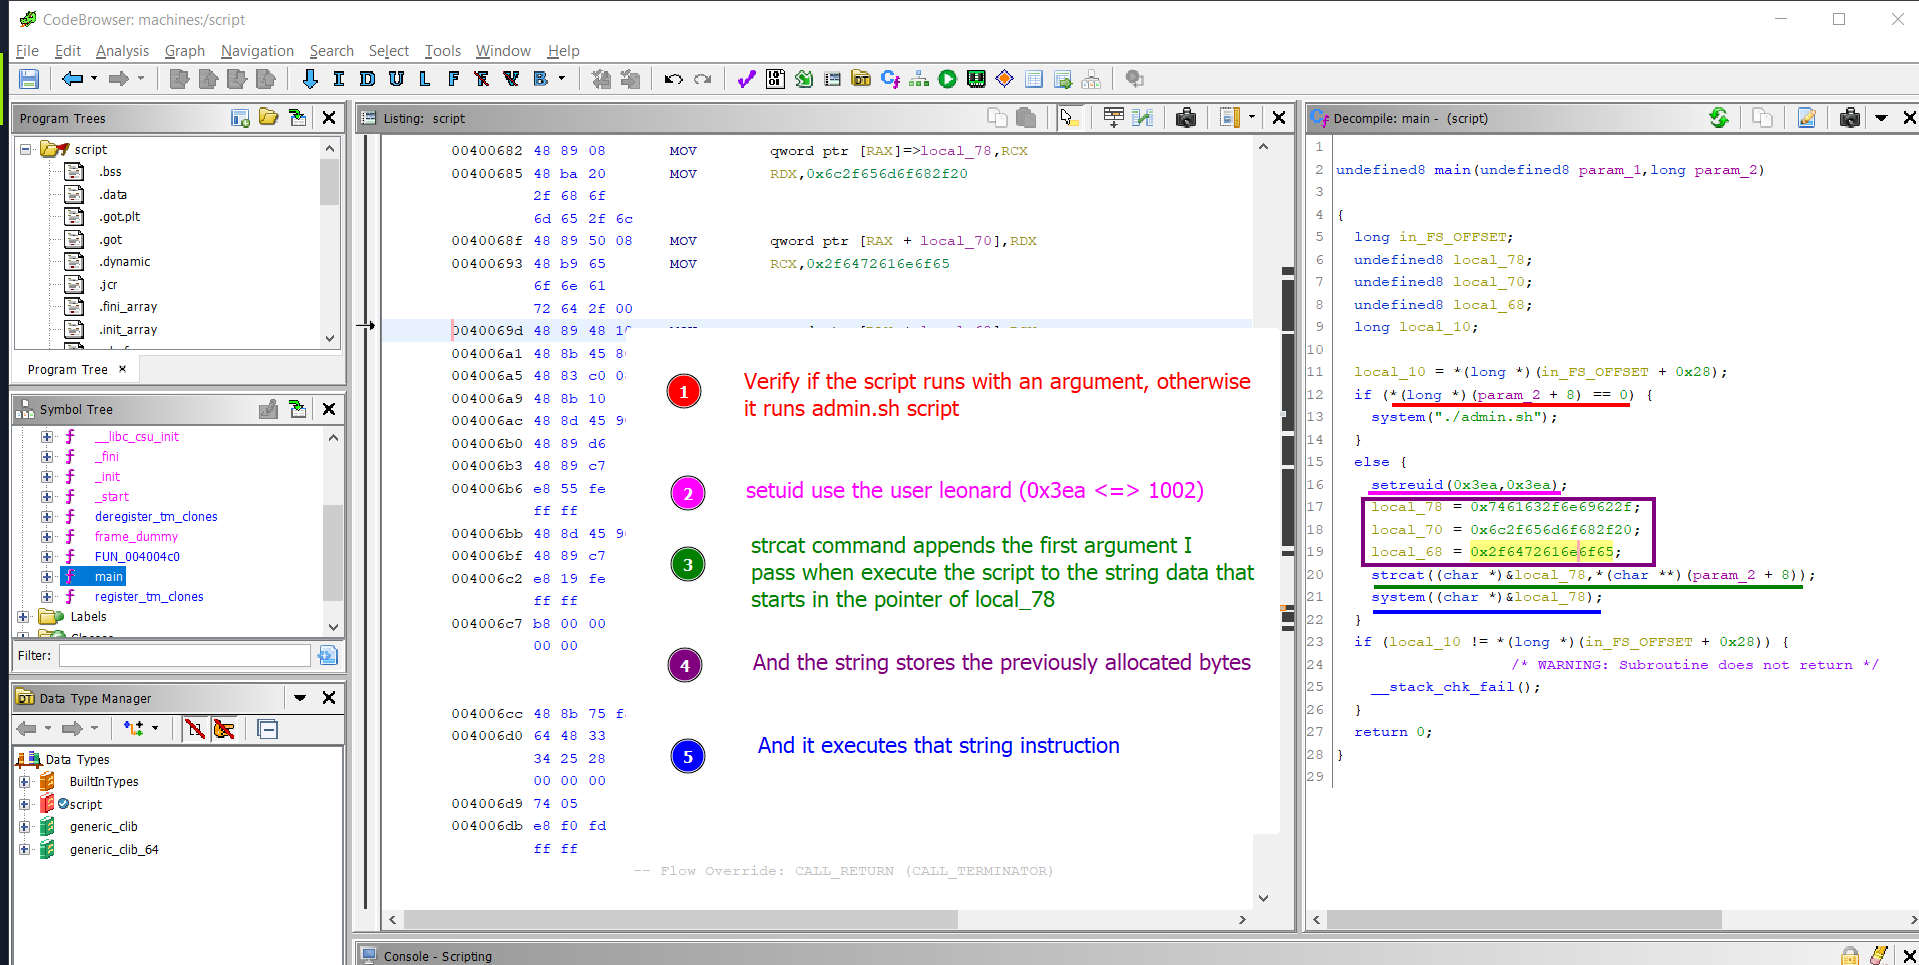 CodeBrowser: machines:/script
File Edit Analysis Graph Navigation Search Select Tools Window Help
I D U L F V B
Program Trees
script
.bss
.data
.got.plt
.got
.dynamic
.jcr
.fini_array
.init_array
Program Tree
Symbol Tree
__libc_csu_init
_fini
_init
_start
deregister_tm_clones
frame_dummy
FUN_004004c0
main
register_tm_clones
Labels
Filter:
Data Type Manager
Data Types
BuiltInTypes
script
generic_clib
generic_clib_64
Listing: script
00400682 48 89 08 MOV qword ptr [RAX]=>local_78,RCX
00400685 48 ba 20 MOV RDX,0x6c2f656d6f682f20
2f 68 6f
6d 65 2f 6c
0040068f 48 89 50 08 MOV qword ptr [RAX + local_70],RDX
00400693 48 b9 65 MOV RCX,0x2f6472616e6f65
6f 6e 61
72 64 2f 00
0040069d 48 89 48 10
004006a1 48 8b 45
004006a5 48 83 c0
004006a9 48 8b 10
004006ac 48 8d 45
004006b0 48 89 d6
004006b3 48 89 c7
004006b6 e8 55 fe
ff ff
004006bb 48 8d 45
004006bf 48 89 c7
004006c2 e8 19 fe
ff ff
004006c7 b8 00 00
00 00
004006cc 48 8b 75
004006d0 64 48 33
34 25 28
00 00 00
004006d9 74 05
004006db e8 f0 fd
ff ff
-- Flow Override: CALL_RETURN (CALL_TERMINATOR)
1 Verify if the script runs with an argument, otherwise
it runs admin.sh script
2 setuid use the user leonard (0x3ea <=> 1002)
3 strcat command appends the first argument I
pass when execute the script to the string data that
starts in the pointer of local_78
4 And the string stores the previously allocated bytes
5 And it executes that string instruction
Decompile: main - (script)
1
2 undefined8 main(undefined8 param_1,long param_2)
3
4 {
5 long in_FS_OFFSET;
6 undefined8 local_78;
7 undefined8 local_70;
8 undefined8 local_68;
9 long local_10;
10
11 local_10 = *(long *)(in_FS_OFFSET + 0x28);
12 if (*(long *)(param_2 + 8) == 0) {
13 system("./admin.sh");
14 }
15 else {
16 setreuid(0x3ea,0x3ea);
17 local_78 = 0x7461632f6e69622f;
18 local_70 = 0x6c2f656d6f682f20;
19 local_68 = 0x2f6472616e6f65;
20 strcat((char *)&local_78,*(char **)(param_2 + 8));
21 system((char *)&local_78);
22 }
23 if (local_10 != *(long *)(in_FS_OFFSET + 0x28)) {
24 /* WARNING: Subroutine does not return */
25 __stack_chk_fail();
26 }
27 return 0;
28 }
29
Console - Scripting